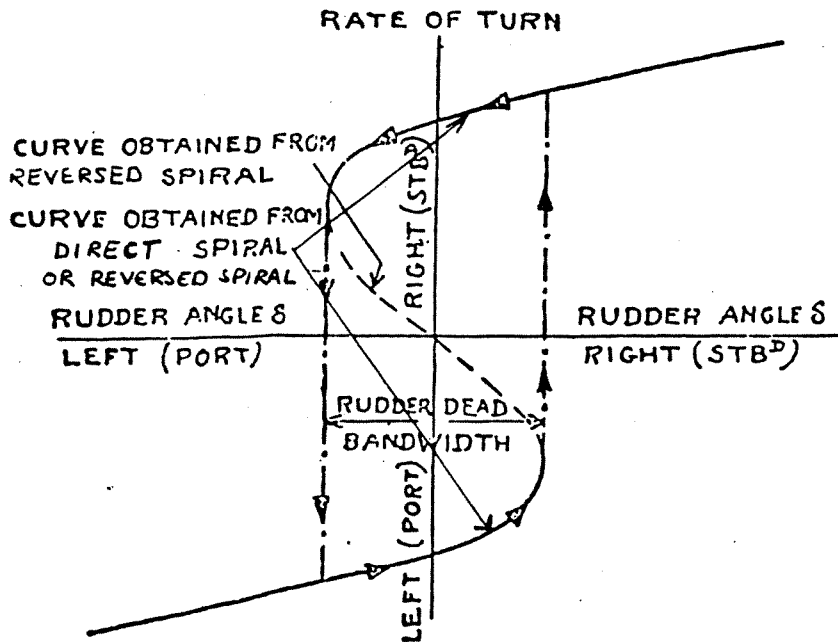 RATE OF TURN
CURVE OBTAINED FROM
REVERSED SPIRAL
CURVE OBTAINED FROM
DIRECT SPIRAL
OR REVERSED SPIRAL
RIGHT (STBD)
RUDDER ANGLE δ
LEFT (PORT)
RUDDER ANGLE δ
RIGHT (STBD)
RUDDER DEAD
BANDWIDTH
LEFT (PORT)